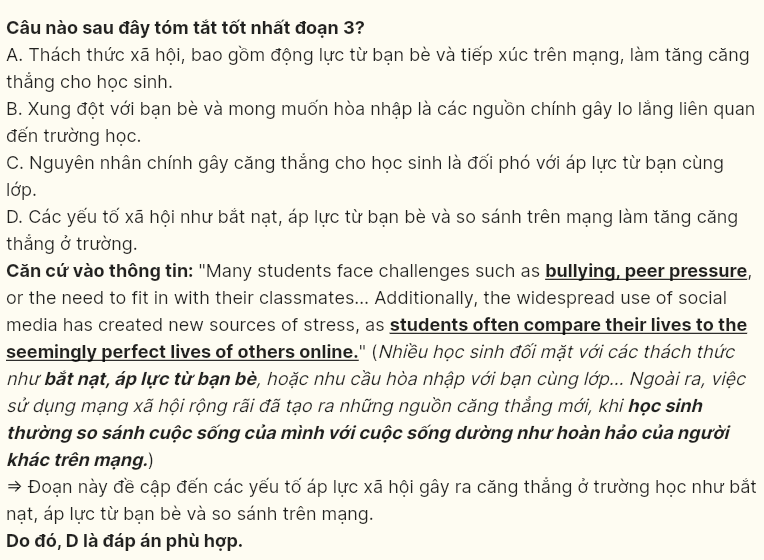 Câu nào sau đây tóm tắt tốt nhất đoạn 3?
A. Thách thức xã hội, bao gồm động lực từ bạn bè và tiếp xúc trên mạng, làm tăng căng
thẳng cho học sinh.
B. Xung đột với bạn bè và mong muốn hòa nhập là các nguồn chính gây lo lắng liên quan
đến trường học.
C. Nguyên nhân chính gây căng thẳng cho học sinh là đối phó với áp lực từ bạn cùng
lớp.
D. Các yếu tố xã hội như bắt nạt, áp lực từ bạn bè và so sánh trên mạng làm tăng căng
thẳng ở trường.
Căn cứ vào thông tin: "Many students face challenges such as bullying, peer pressure,
or the need to fit in with their classmates... Additionally, the widespread use of social
media has created new sources of stress, as students often compare their lives to the
seemingly perfect lives of others online." (Nhiều học sinh đối mặt với các thách thức
như bắt nạt, áp lực từ bạn bè, hoặc nhu cầu hòa nhập với bạn cùng lớp... Ngoài ra, việc
sử dụng mạng xã hội rộng rãi đã tạo ra những nguồn căng thẳng mới, khi học sinh
thường so sánh cuộc sống của mình với cuộc sống dường như hoàn hảo của người
khác trên mạng.)
⇒ Đoạn này đề cập đến các yếu tố áp lực xã hội gây ra căng thẳng ở trường học như bắt
nạt, áp lực từ bạn bè và so sánh trên mạng.
Do đó, D là đáp án phù hợp.